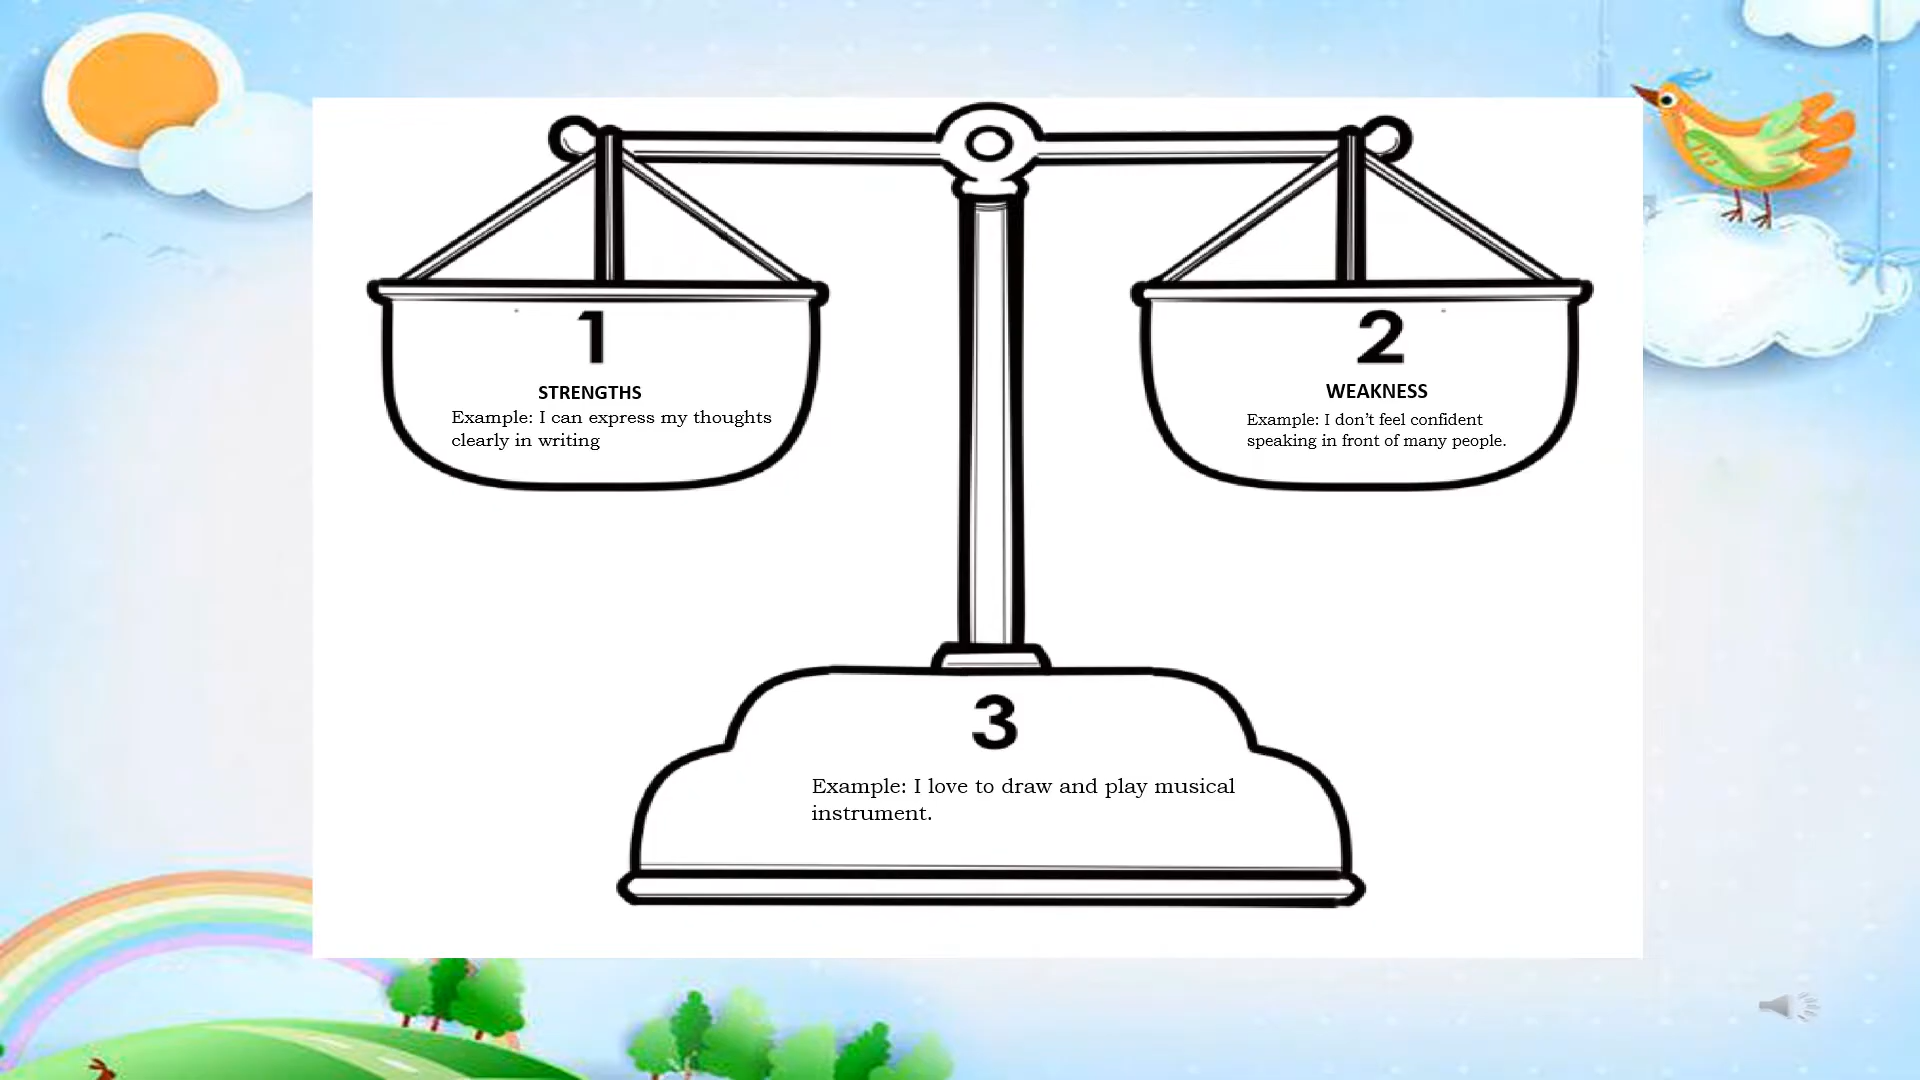 1
STRENGTHS
Example: I can express my thoughts
clearly in writing
2
WEAKNESS
Example: I don’t feel confident
speaking in front of many people.
3
Example: I love to draw and play musical
instrument.